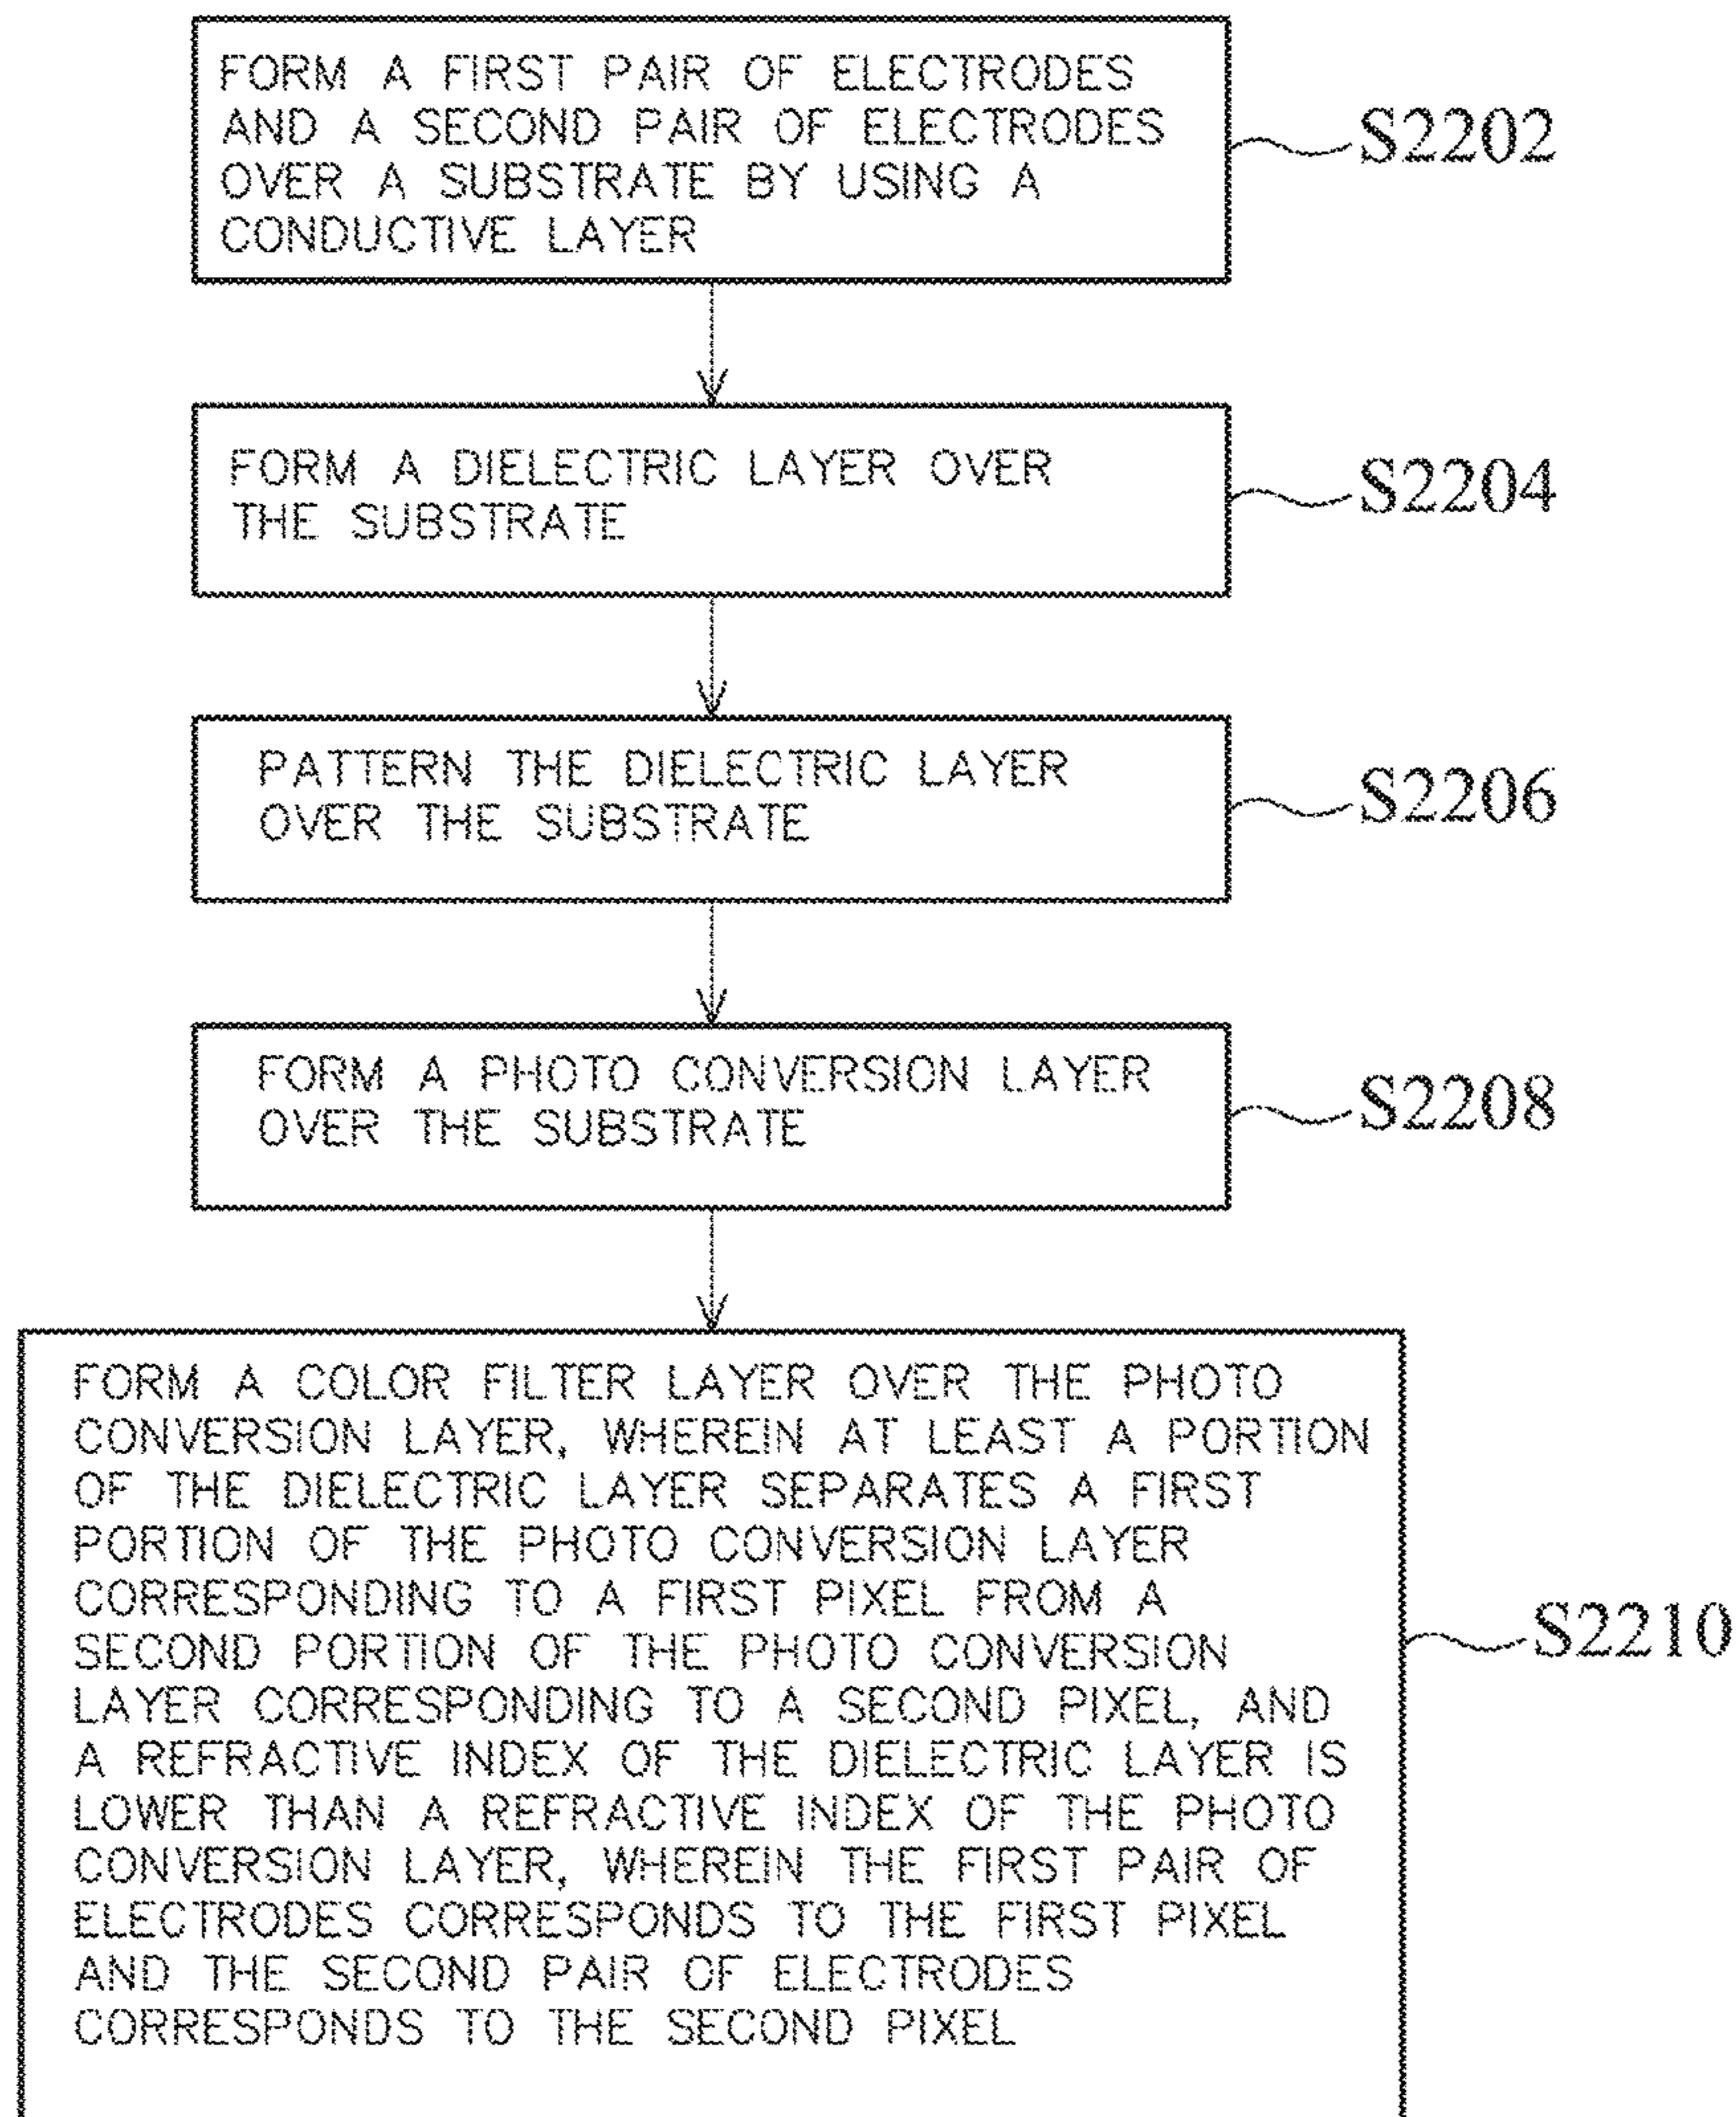 FORM A FIRST PAIR OF ELECTRODES
AND A SECOND PAIR OF ELECTRODES
OVER A SUBSTRATE BY USING A
CONDUCTIVE LAYER
S2202
FORM A DIELECTRIC LAYER OVER
THE SUBSTRATE
S2204
PATTERN THE DIELECTRIC LAYER
OVER THE SUBSTRATE
S2206
FORM A PHOTO CONVERSION LAYER
OVER THE SUBSTRATE
S2208
FORM A COLOR FILTER LAYER OVER THE PHOTO
CONVERSION LAYER, WHEREIN AT LEAST A PORTION
OF THE DIELECTRIC LAYER SEPARATES A FIRST
PORTION OF THE PHOTO CONVERSION LAYER
CORRESPONDING TO A FIRST PIXEL FROM A
SECOND PORTION OF THE PHOTO CONVERSION
LAYER CORRESPONDING TO A SECOND PIXEL, AND
A REFRACTIVE INDEX OF THE DIELECTRIC LAYER IS
LOWER THAN A REFRACTIVE INDEX OF THE PHOTO
CONVERSION LAYER, WHEREIN THE FIRST PAIR OF
ELECTRODES CORRESPONDS TO THE FIRST PIXEL
AND THE SECOND PAIR OF ELECTRODES
CORRESPONDS TO THE SECOND PIXEL
S2210